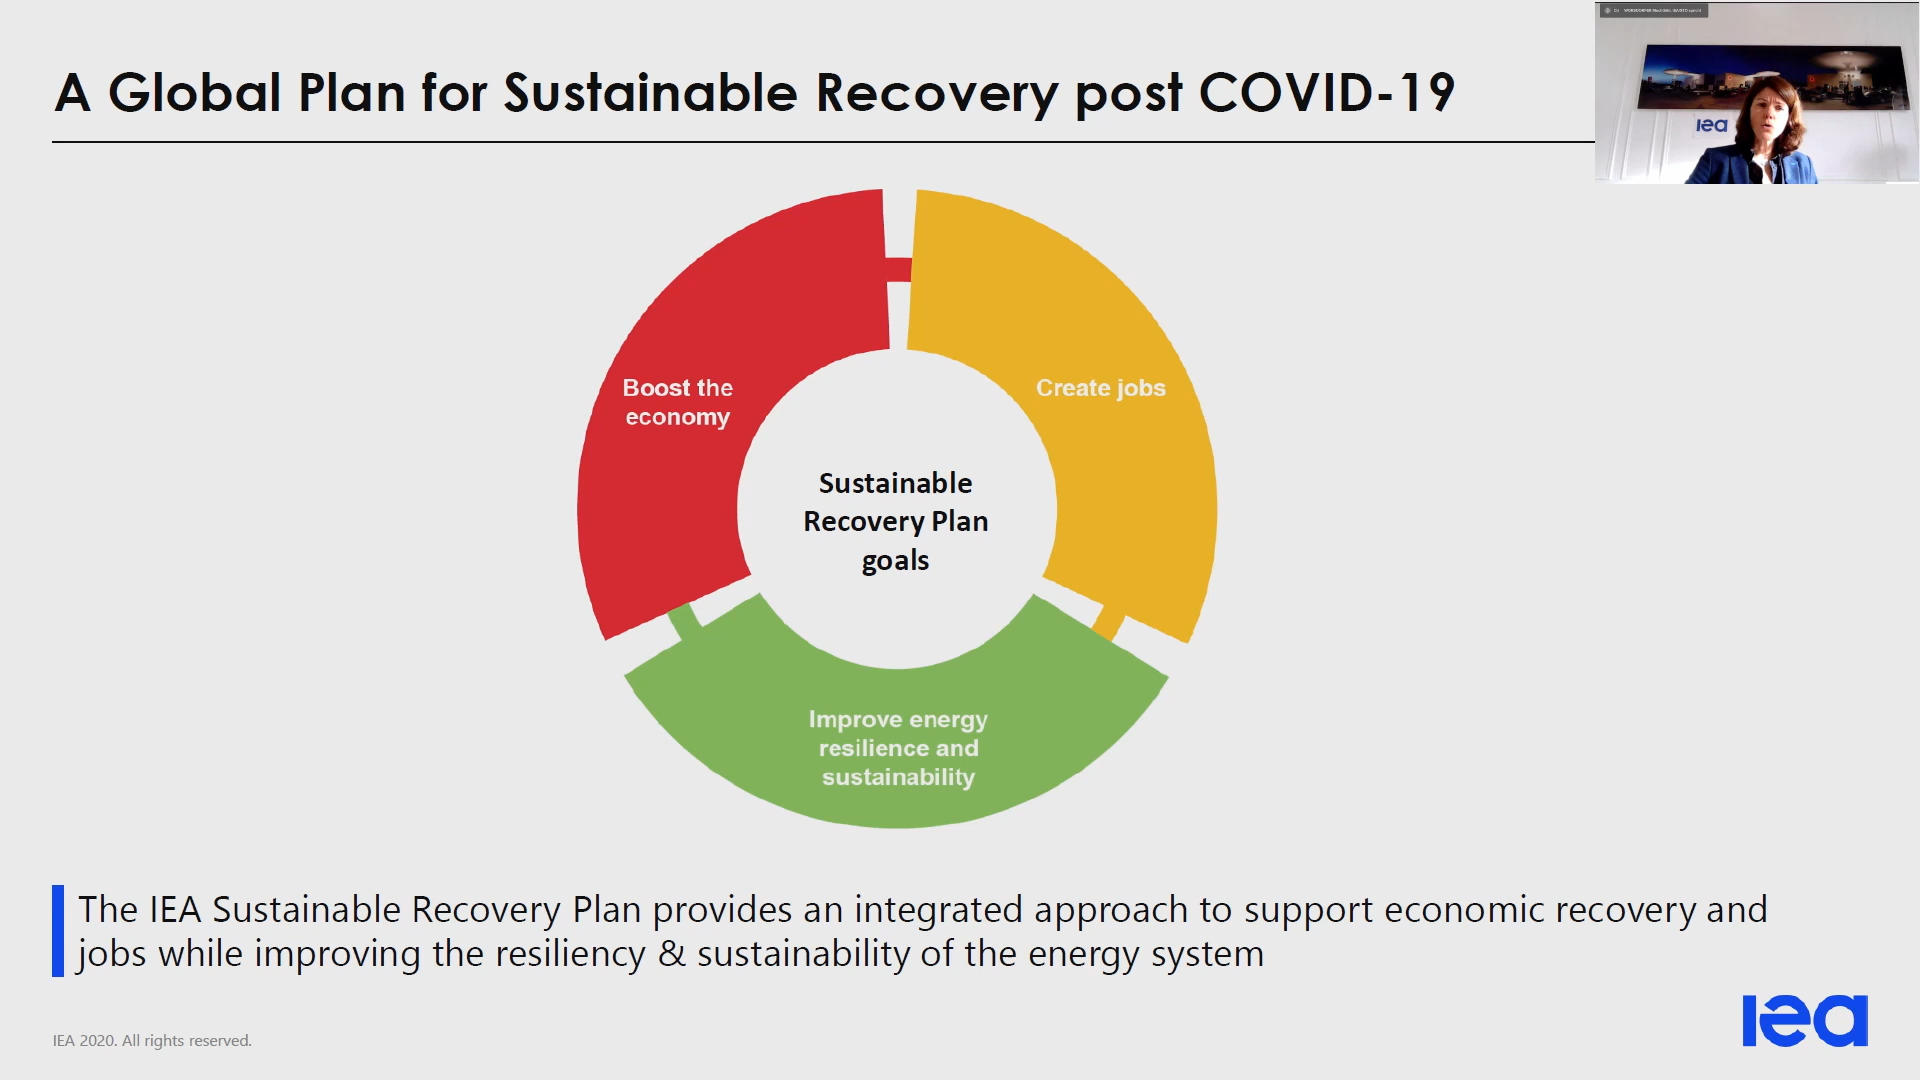 A Global Plan for Sustainable Recovery post COVID-19
iea
Boost the
economy
Create jobs
Sustainable
Recovery Plan
goals
Improve energy
resilience and
sustainability
The IEA Sustainable Recovery Plan provides an integrated approach to support economic recovery and
jobs while improving the resiliency & sustainability of the energy system
IEA 2020. All rights reserved.
iea